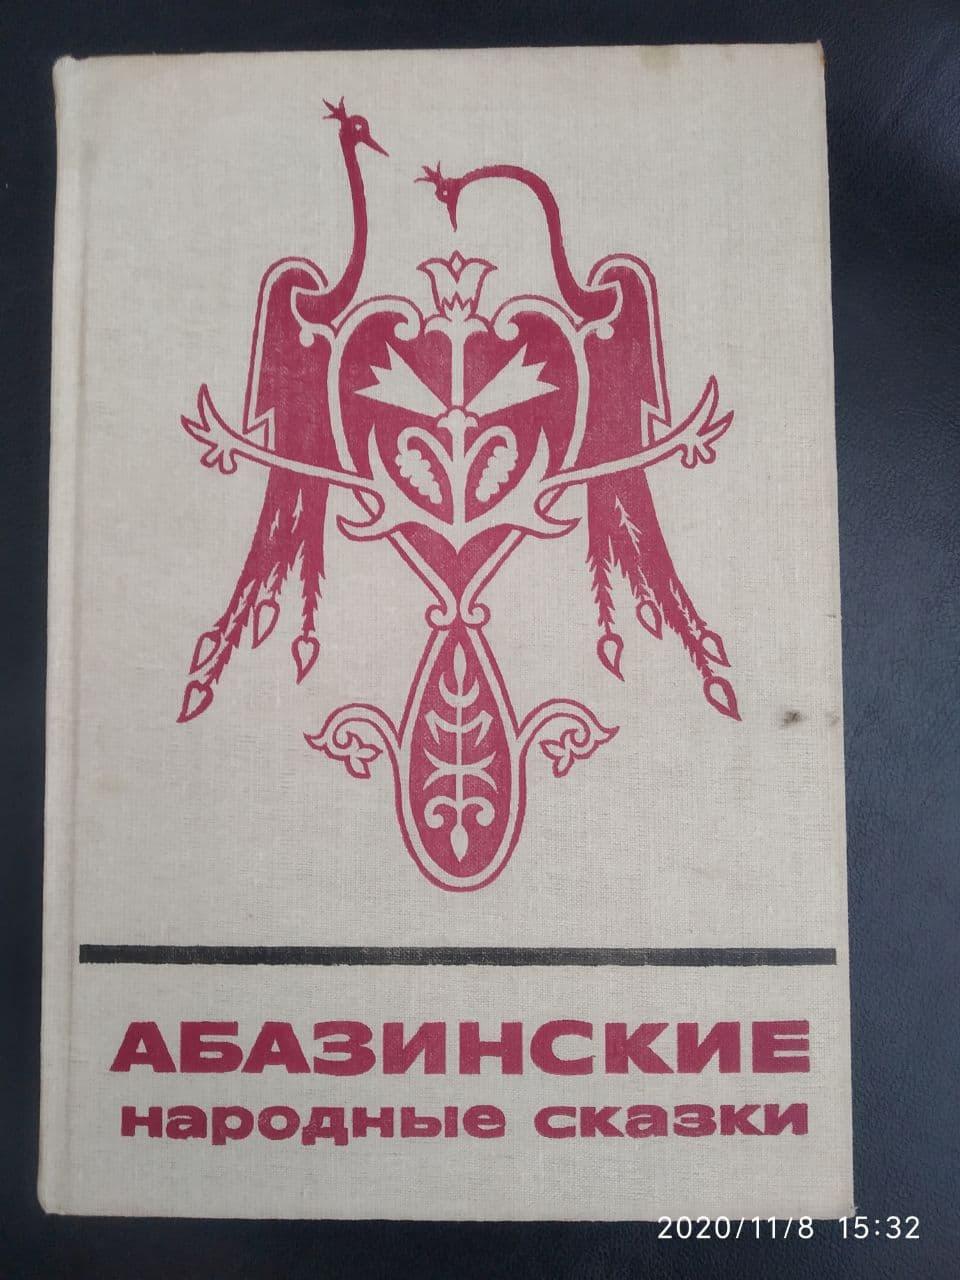 АБАЗИНСКИЕ
народные сказки
2020/11/8 15:32